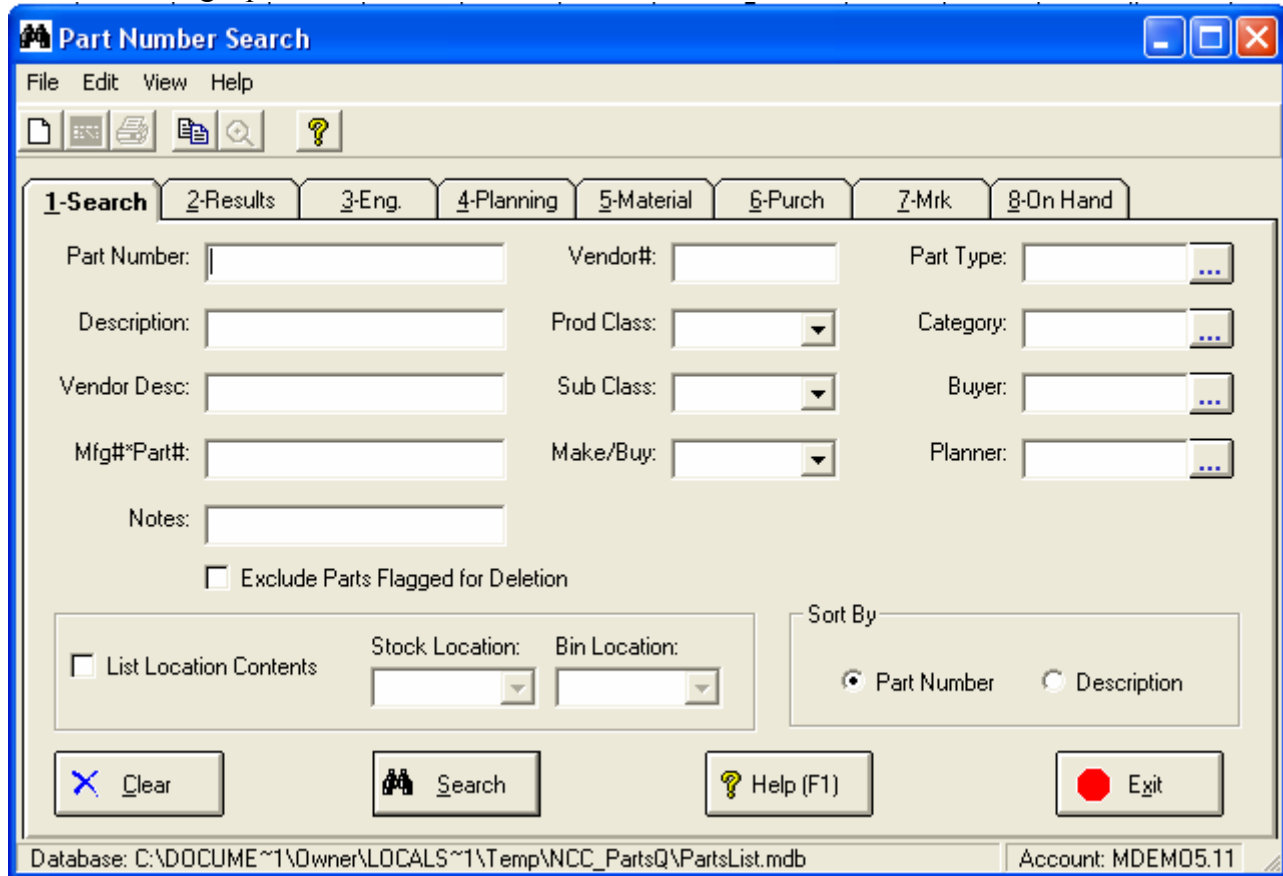 Part Number Search
File Edit View Help
1-Search 2-Results 3-Eng. 4-Planning 5-Material 6-Purch 7-Mrk 8-On Hand
Part Number: Vendor#: Part Type: ...
Description: Prod Class: Category: ...
Vendor Desc: Sub Class: Buyer: ...
Mfg#*Part#: Make/Buy: Planner: ...
Notes:
Exclude Parts Flagged for Deletion
Sort By
Stock Location: Bin Location:
List Location Contents
Part Number Description
Clear Search Help (F1) Exit
Database: C:\DOCUME~1\Owner\LOCALS~1\Temp\NCC_PartsQ\PartsList.mdb Account: MDEMO5.11